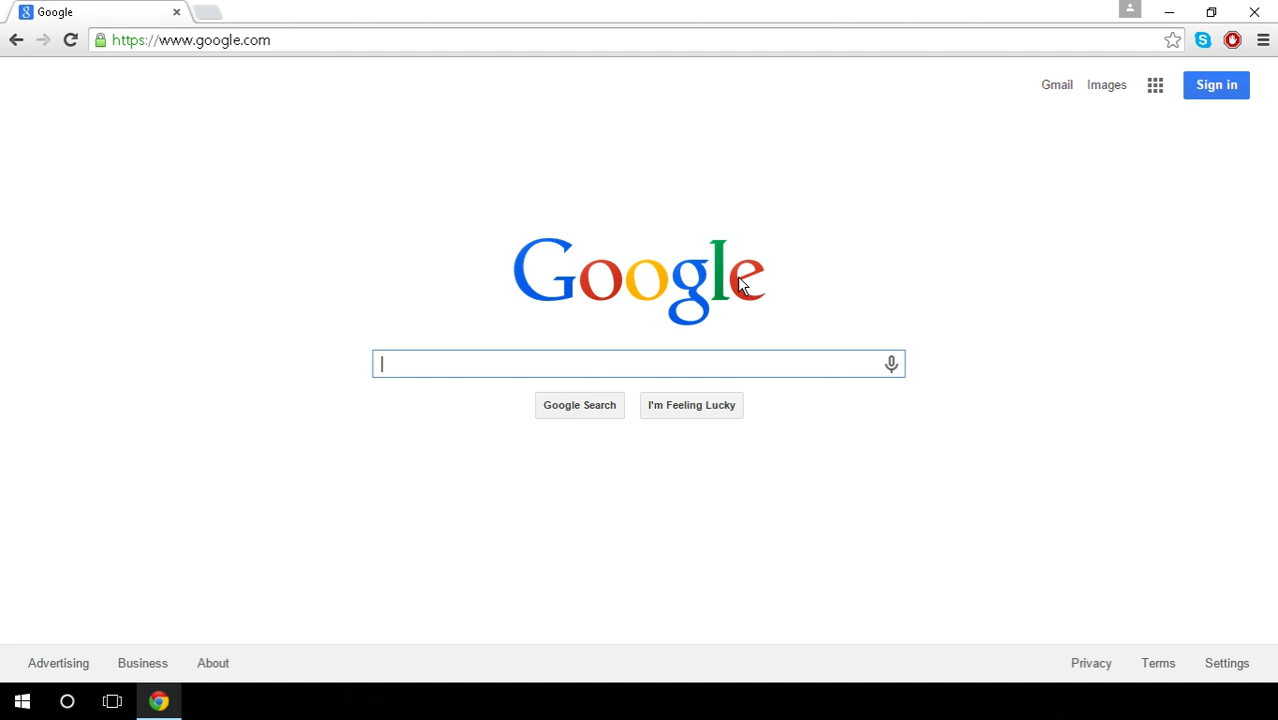 Google
https://www.google.com
Gmail Images Sign in
Google
Google Search I'm Feeling Lucky
Advertising Business About Privacy Terms Settings